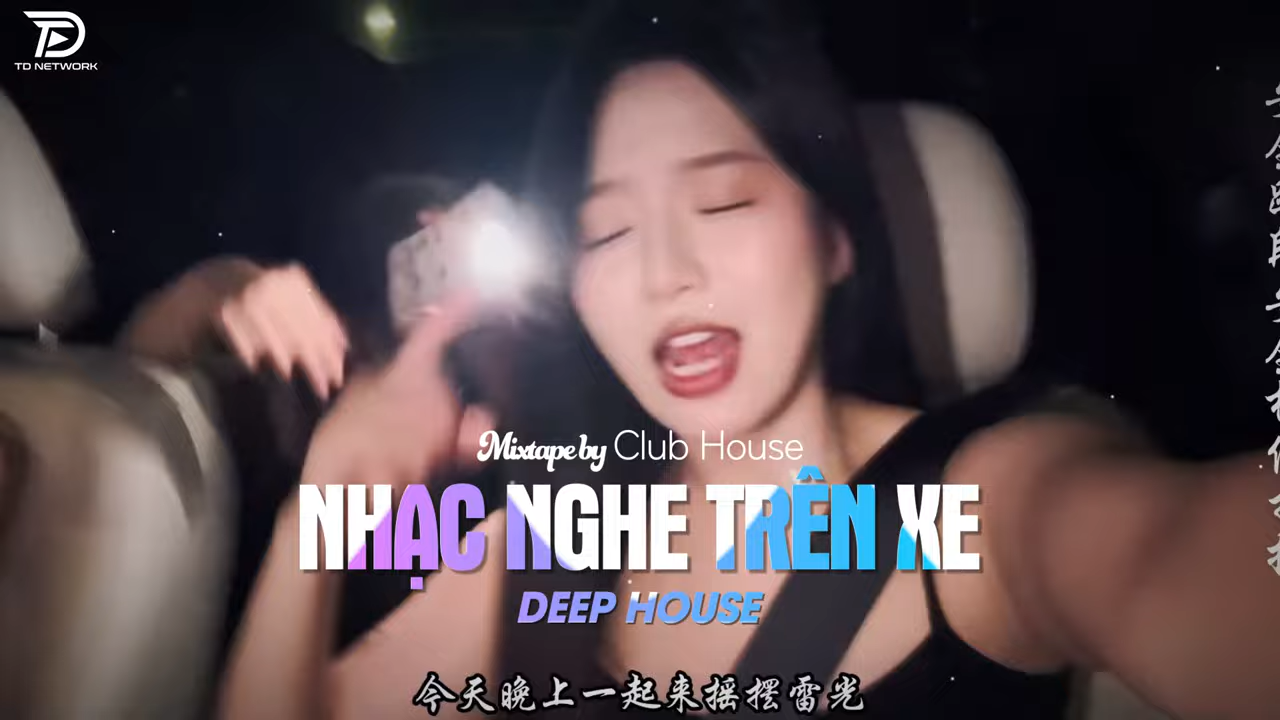 TD NETWORK
Mixtape by Club House
NHẠC NGHE TRÊN XE
DEEP HOUSE
今天晚上一起来摇摆雷光